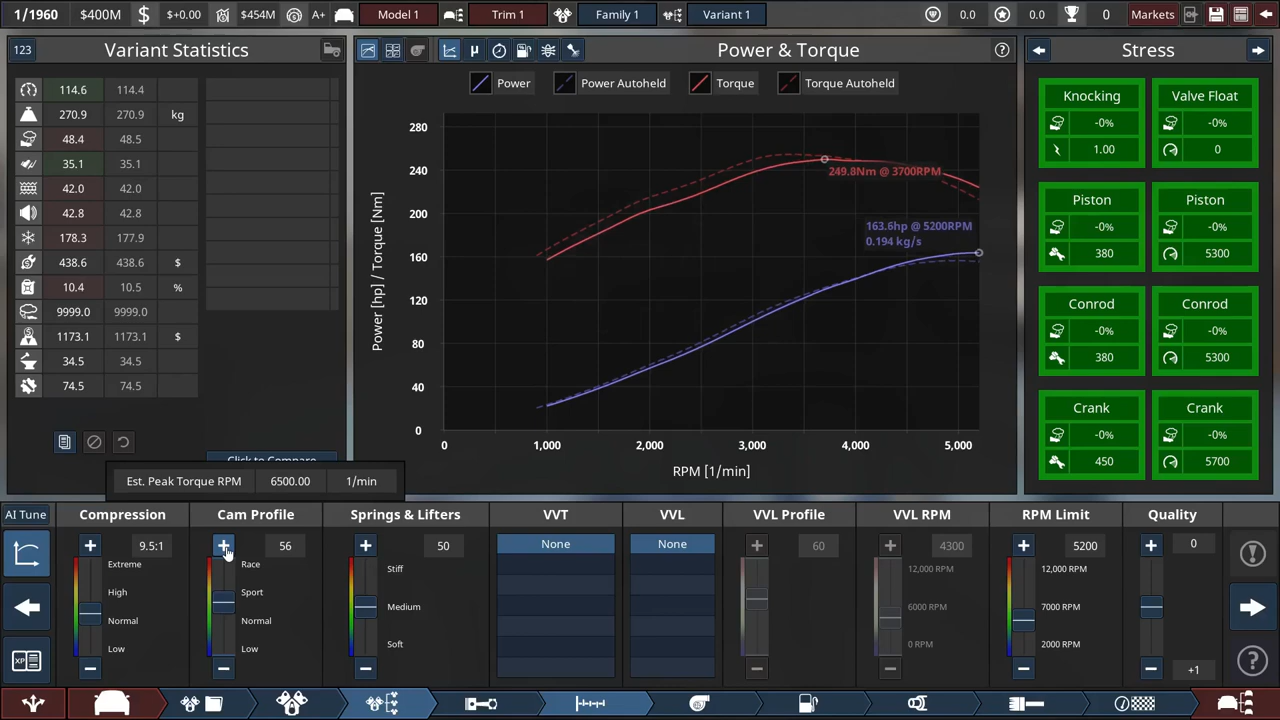 1/1960 $400M $+0.00 $454M A+ Model 1 Trim 1 Family 1 Variant 1 0.0 0.0 0 Markets
123 Variant Statistics
114.6 114.4
270.9 270.9 kg
48.4 48.5
35.1 35.1
42.0 42.0
42.8 42.8
178.3 177.9
438.6 438.6 $
10.4 10.5 %
9999.0 9999.0
1173.1 1173.1 $
34.5 34.5
74.5 74.5
Click to Compare
Est. Peak Torque RPM 6500.00 1/min
Power & Torque
Power Power Autoheld Torque Torque Autoheld
Power [hp] / Torque [Nm]
280
240
200
160
120
80
40
0
249.8Nm @ 3700RPM
163.6hp @ 5200RPM
0.194 kg/s
0 1,000 2,000 3,000 4,000 5,000
RPM [1/min]
Stress
Knocking
-0%
1.00
Valve Float
-0%
0
Piston
-0%
380
Piston
-0%
5300
Conrod
-0%
380
Conrod
-0%
5300
Crank
-0%
450
Crank
-0%
5700
AI Tune
XP
Compression
9.5:1
Extreme
High
Normal
Low
Cam Profile
56
Race
Sport
Normal
Low
Springs & Lifters
50
Stiff
Medium
Soft
VVT
None
VVL
None
VVL Profile
60
VVL RPM
4300
12,000 RPM
6000 RPM
0 RPM
RPM Limit
5200
12,000 RPM
7000 RPM
2000 RPM
Quality
0
+1